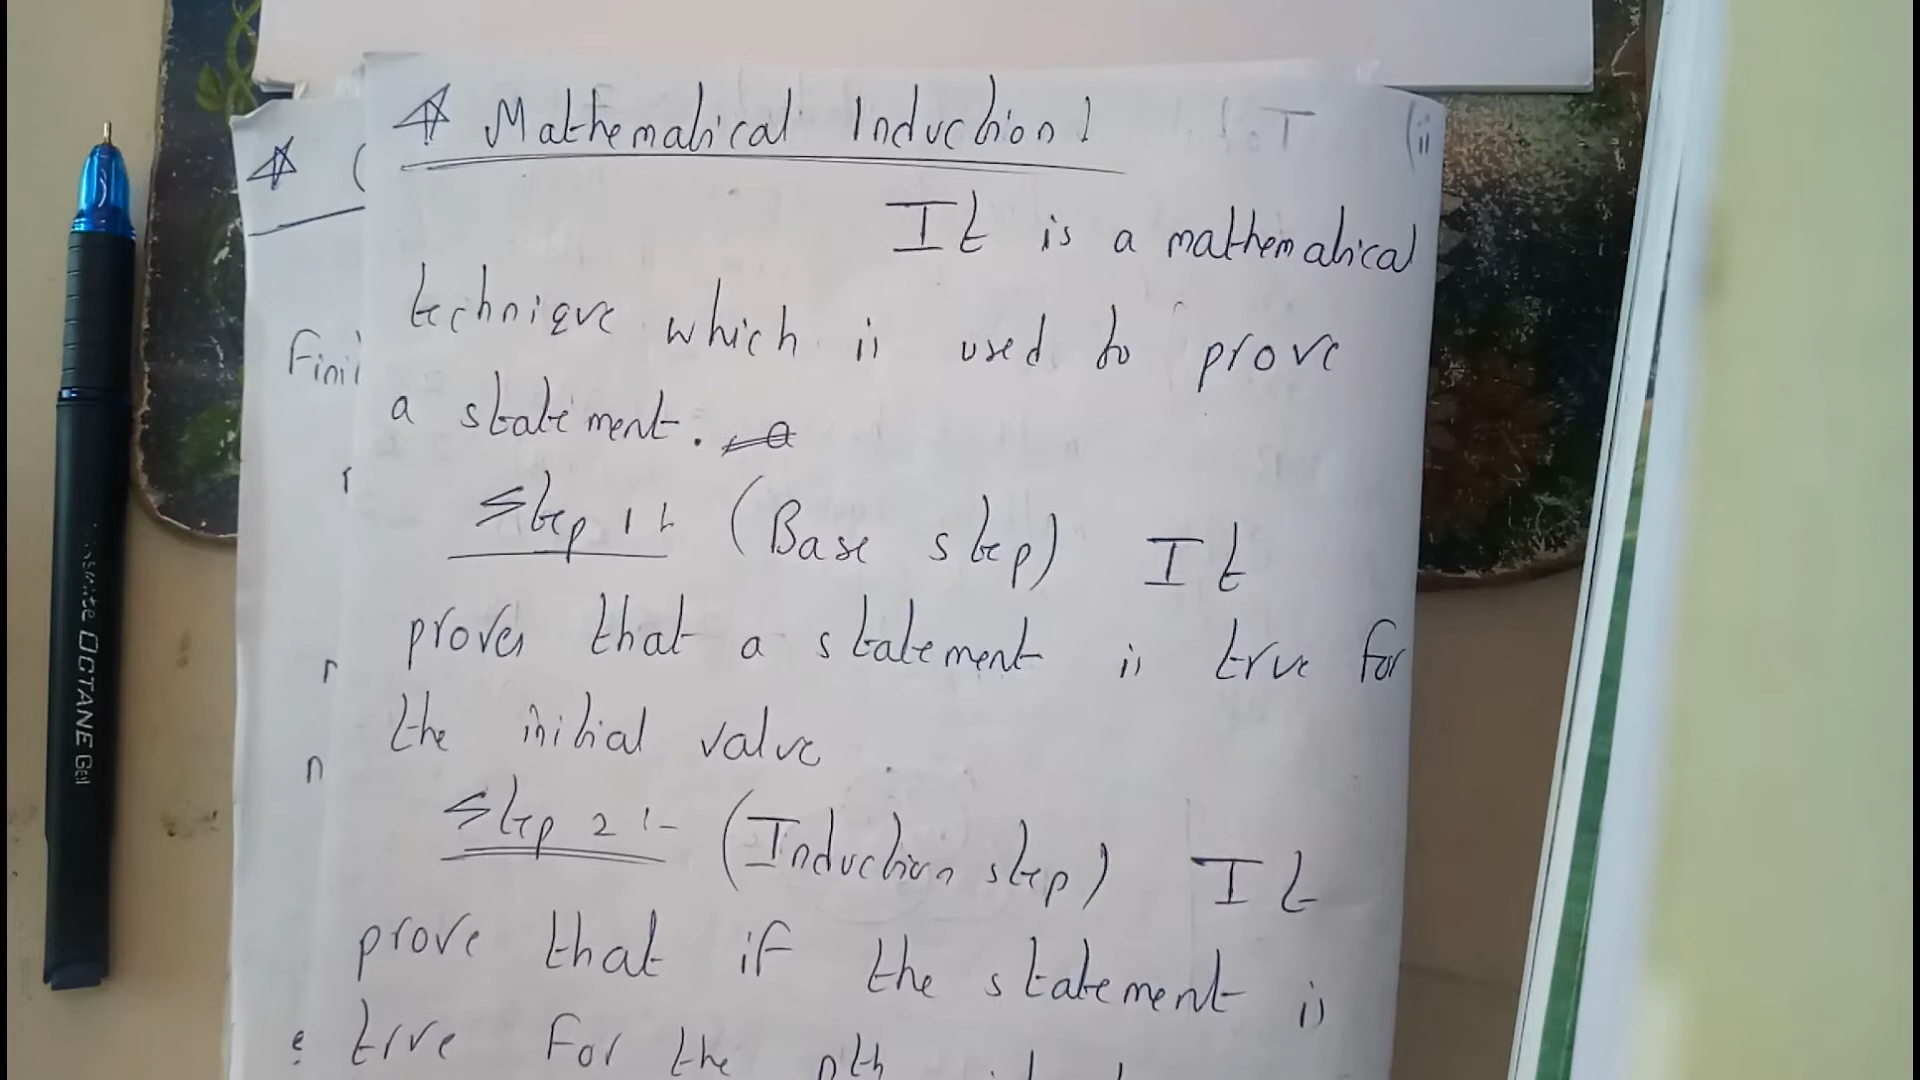 ☆ Mathematical Induction
It is a mathematical
technique which is used to prove
a statement.
Step 1 :- (Base step) It
proves that a statement is true for
the initial value
Step 2 :- (Induction step) It
prove that if the statement is
true for the nth
OCTANE Gel